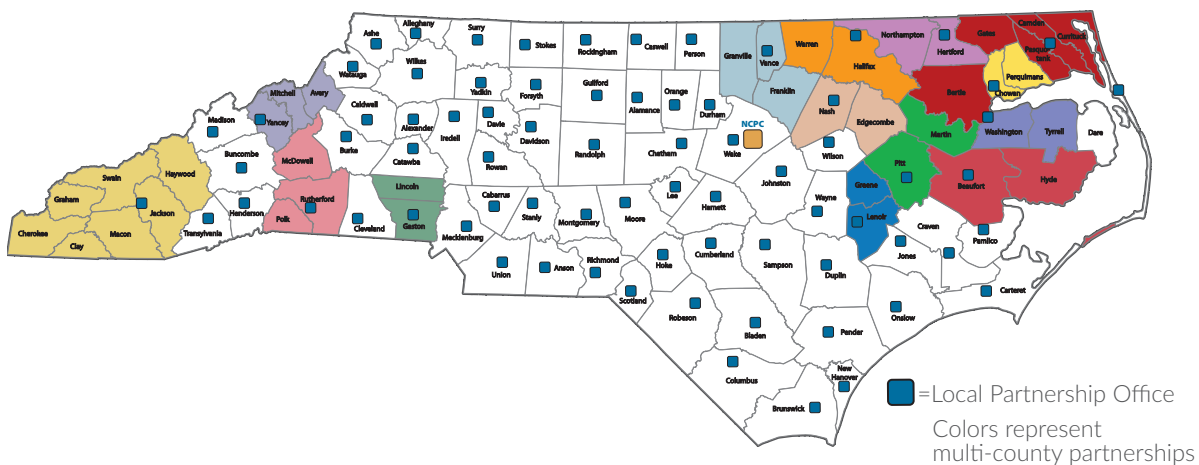 Alleghany
Ashe
Surry
Stokes
Rockingham
Caswell
Person
Granville
Vance
Warren
Northampton
Hertford
Gates
Camden
Currituck
Pasquo-
tank
Halifax
Perquimans
Chowan
Bertie
Watauga
Wilkes
Yadkin
Forsyth
Guilford
Alamance
Orange
Durham
Franklin
Nash
Edgecombe
Martin
Washington
Tyrrell
Dare
Mitchell
Avery
Yancey
Caldwell
Alexander
Iredell
Davie
Davidson
Randolph
Chatham
NCPC
Wake
Wilson
Pitt
Beaufort
Hyde
Madison
Buncombe
McDowell
Burke
Catawba
Rowan
Johnston
Greene
Lenoir
Wayne
Craven
Pamlico
Swain
Haywood
Graham
Jackson
Cherokee
Clay
Macon
Transylvania
Henderson
Rutherford
Polk
Cleveland
Lincoln
Gaston
Mecklenburg
Cabarrus
Stanly
Montgomery
Moore
Lee
Harnett
Union
Anson
Richmond
Scotland
Hoke
Cumberland
Sampson
Duplin
Jones
Carteret
Onslow
Robeson
Bladen
Pender
Columbus
New
Hanover
Brunswick
=Local Partnership Office
Colors represent
multi-county partnerships